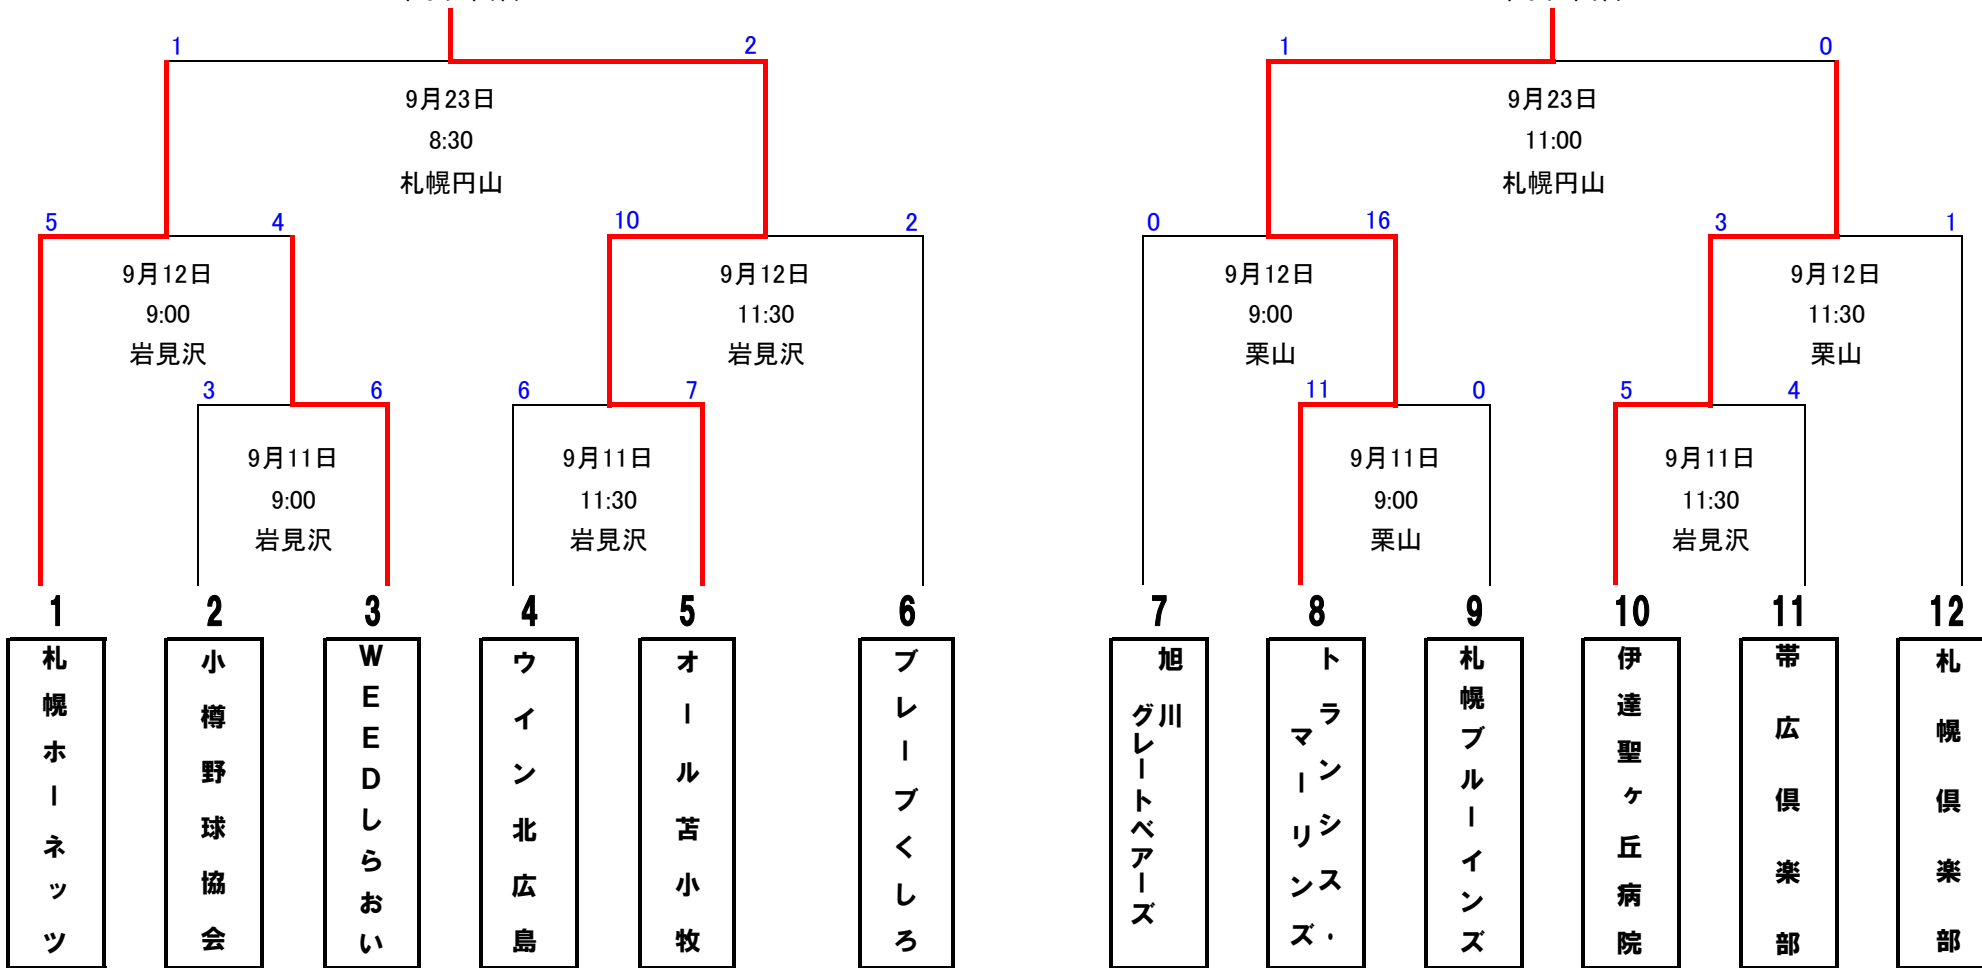 1
2
1
0
9月23日
8:30
札幌円山
9月23日
11:00
札幌円山
5
4
10
2
0
16
3
1
9月12日
9:00
岩見沢
9月12日
11:30
岩見沢
9月12日
9:00
栗山
9月12日
11:30
栗山
3
6
6
7
11
0
5
4
9月11日
9:00
岩見沢
9月11日
11:30
岩見沢
9月11日
9:00
栗山
9月11日
11:30
岩見沢
1
2
3
4
5
6
7
8
9
10
11
12
札幌ホーネッツ
小樽野球協会
WEEDしらおい
ウイン北広島
オール苫小牧
ブレーブくしろ
旭川
グレートベアーズ
トランシス・
マーリンズ
札幌ブルーインズ
伊達聖ヶ丘病院
帯広倶楽部
札幌倶楽部